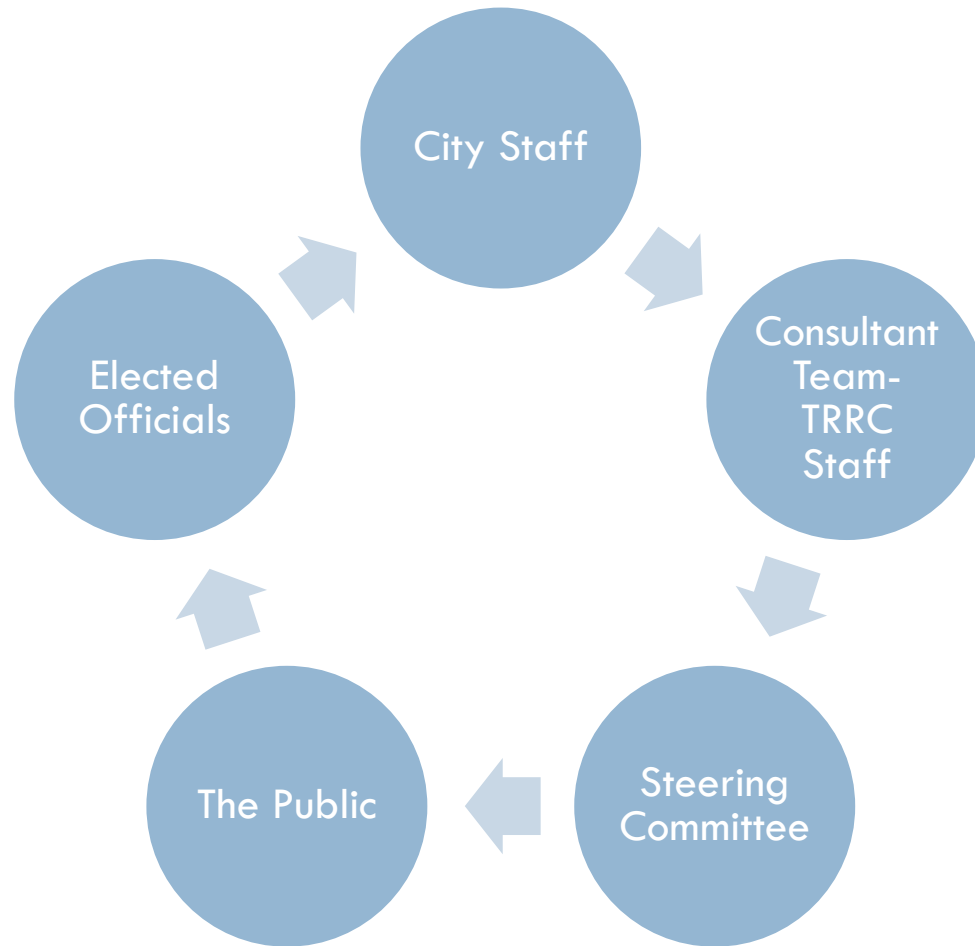 City Staff
Consultant
Team-
TRRC
Staff
Steering
Committee
The Public
Elected
Officials